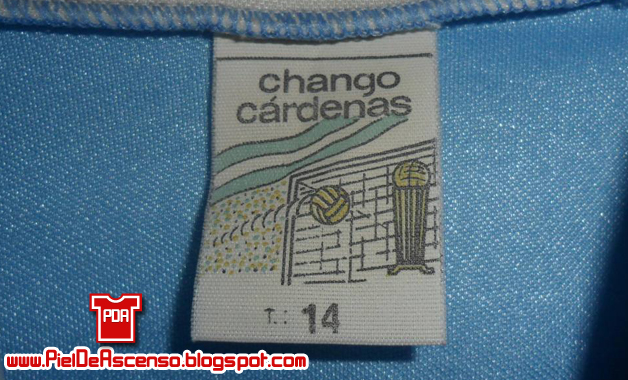 chango
cárdenas
T.: 14
PDA
www.PielDeAscenso.blogspot.com